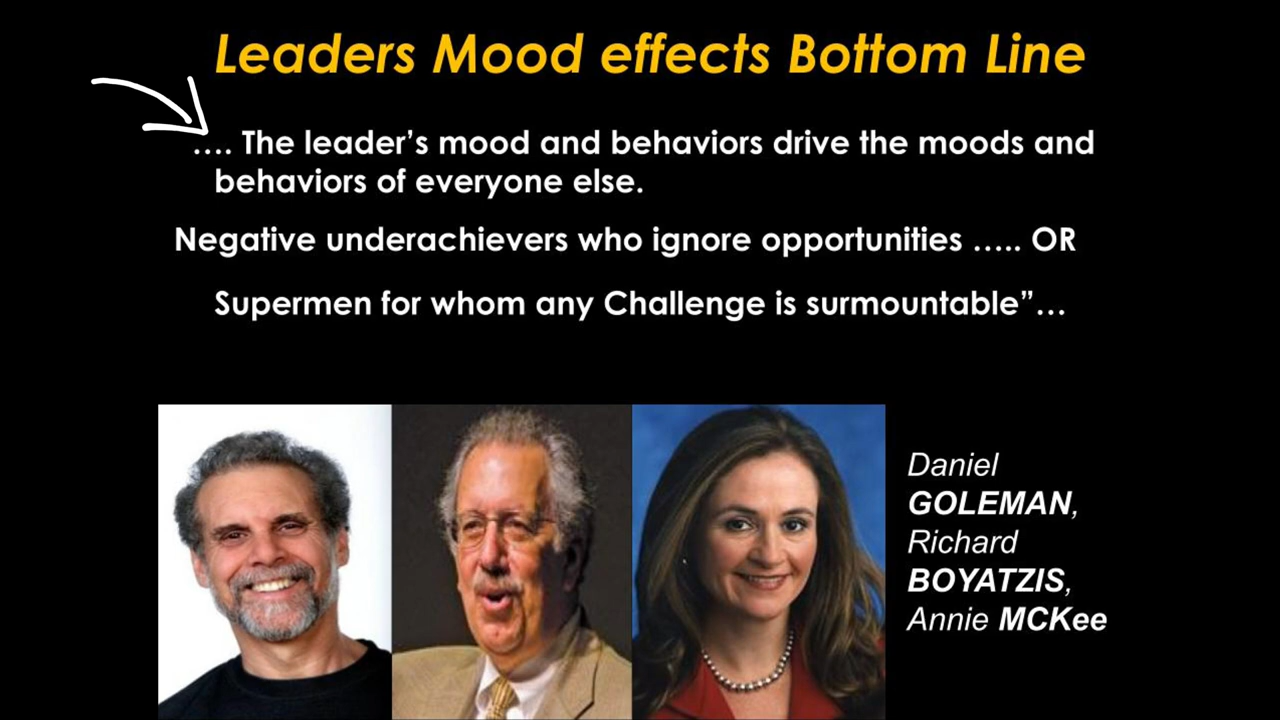 Leaders Mood effects Bottom Line
…. The leader’s mood and behaviors drive the moods and
behaviors of everyone else.
Negative underachievers who ignore opportunities ….. OR
Supermen for whom any Challenge is surmountable”…
Daniel
GOLEMAN,
Richard
BOYATZIS,
Annie MCKee